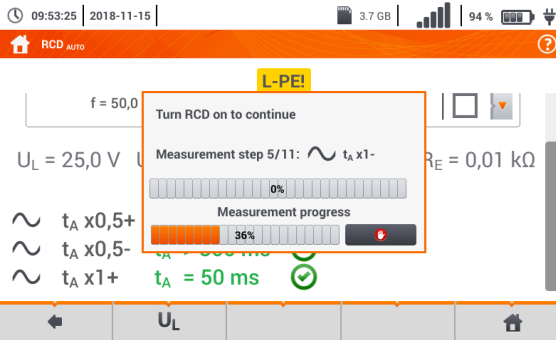 09:53:25 2018-11-15 3.7 GB 94 %
RCD AUTO
L-PE!
f = 50,0
Turn RCD on to continue
Measurement step 5/11: tA x1-
0%
Measurement progress
36%
UL = 25,0 V
RE = 0,01 kΩ
tA x0,5+
tA x0,5-
tA x1+ tA = 50 ms
UL